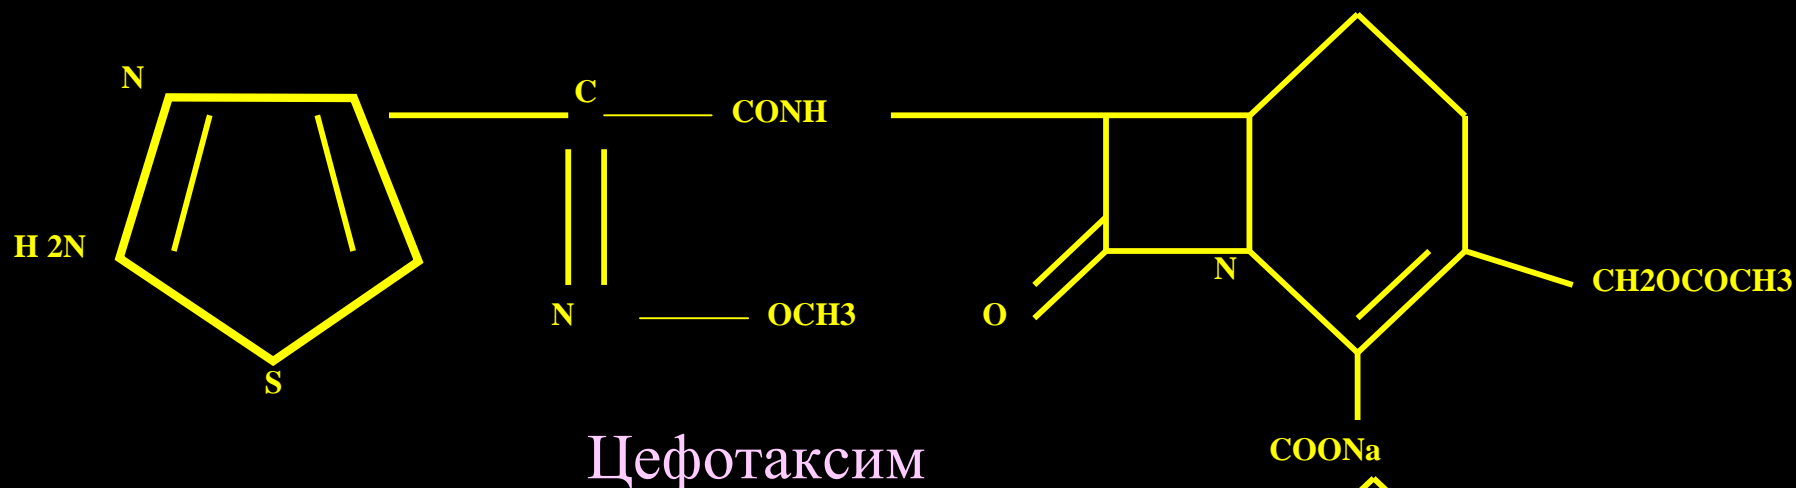 N
C
CONH
H 2N
N
OCH3
O
N
CH2OCOCH3
S
Цефотаксим
COONa